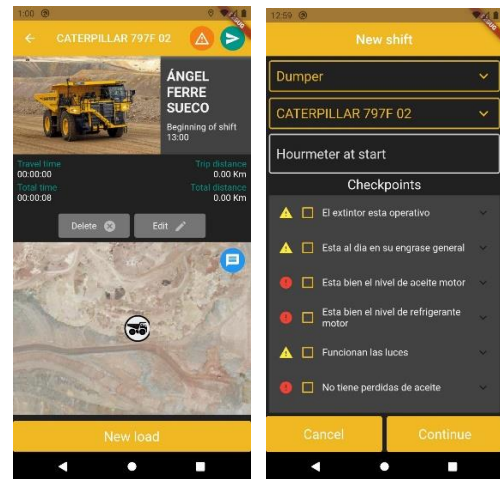 1:00
CATERPILLAR 797F 02
ÁNGEL
FERRE
SUECO
Beginning of shift
13:00
Travel time
00:00:00
Trip distance
0.00 Km
Total time
00:00:08
Total distance
0.00 Km
Delete
Edit
New load
12:59
New shift
Dumper
CATERPILLAR 797F 02
Hourmeter at start
Checkpoints
El extintor esta operativo
Esta al dia en su engrase general
Esta bien el nivel de aceite motor
Esta bien el nivel de refrigerante
motor
Funcionan las luces
No tiene perdidas de aceite
Cancel
Continue